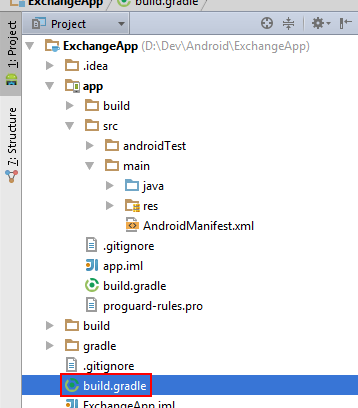 ExchangeApp build.gradle
Project
1: Project
7: Structure
ExchangeApp (D:\Dev\Android\ExchangeApp)
.idea
app
build
src
androidTest
main
java
res
AndroidManifest.xml
.gitignore
app.iml
build.gradle
proguard-rules.pro
build
gradle
.gitignore
build.gradle
ExchangeApp.iml